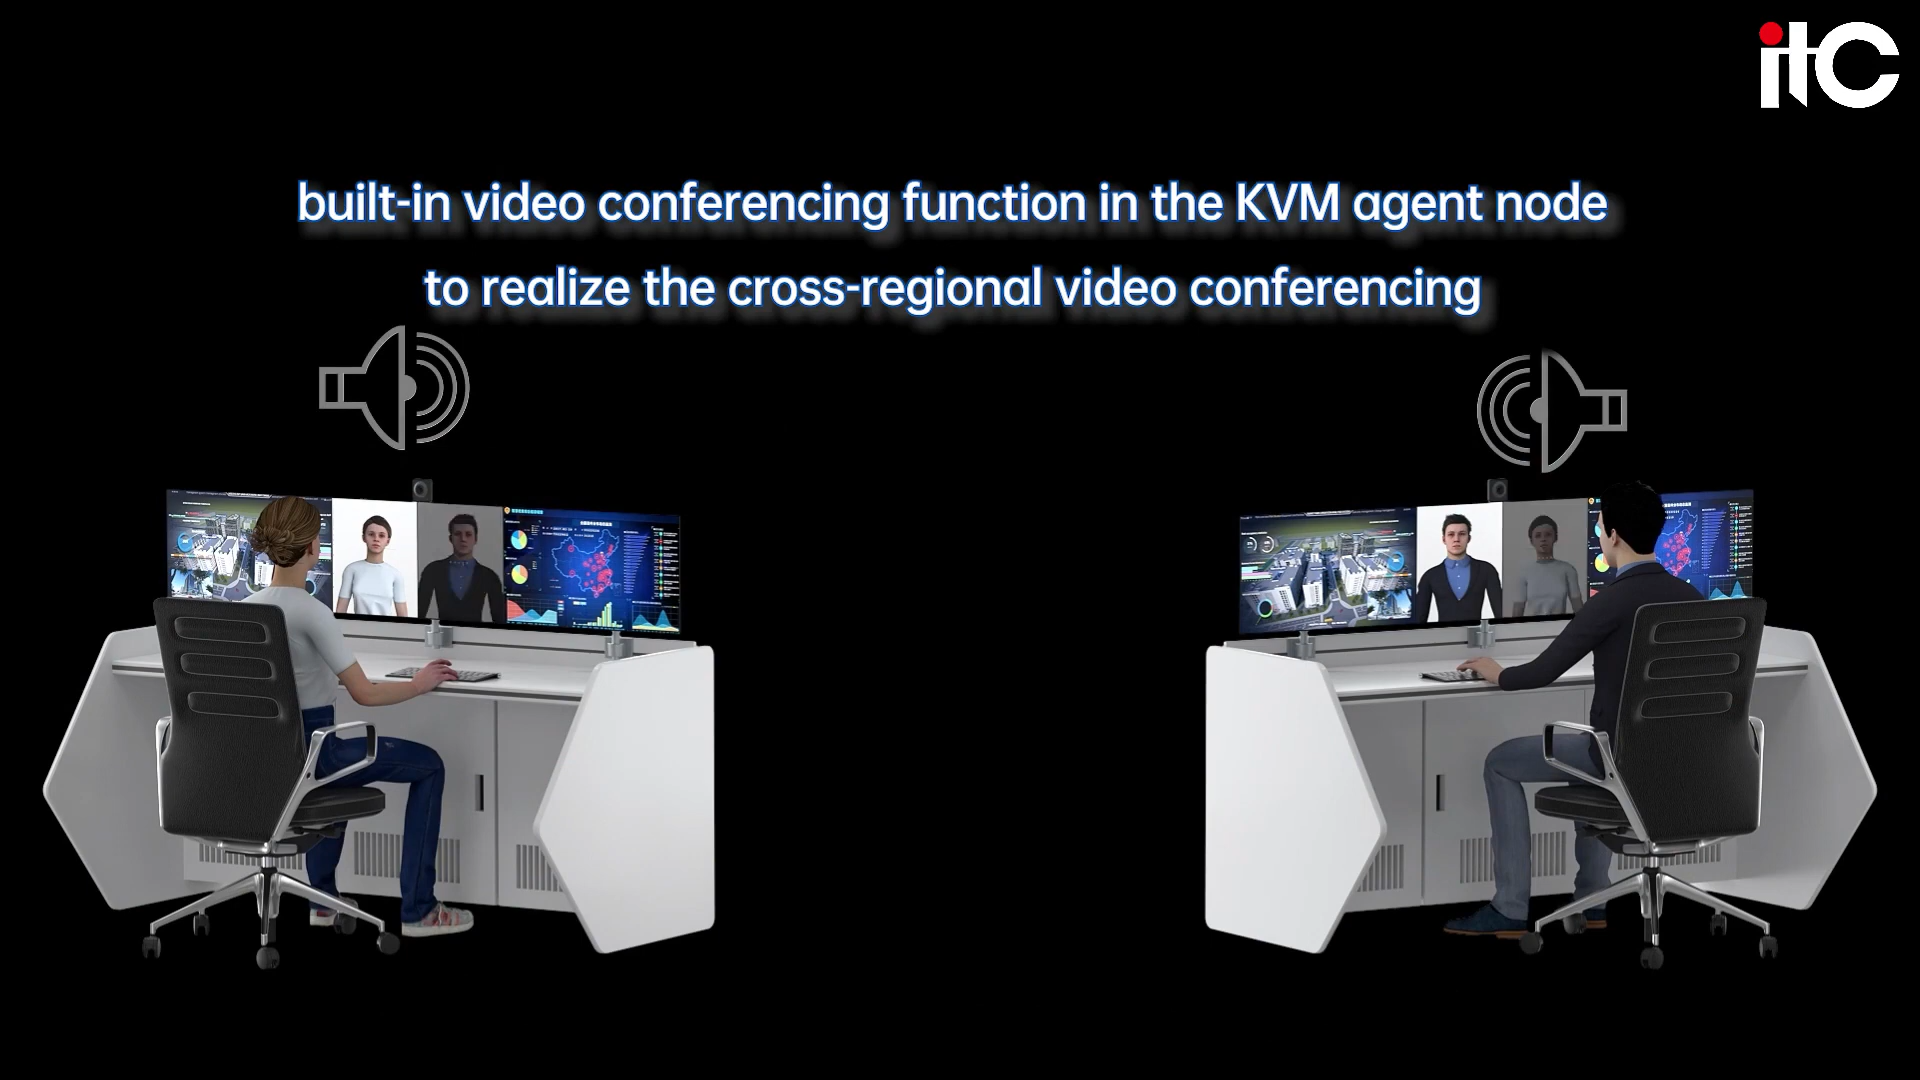 itC
built-in video conferencing function in the KVM agent node
to realize the cross-regional video conferencing